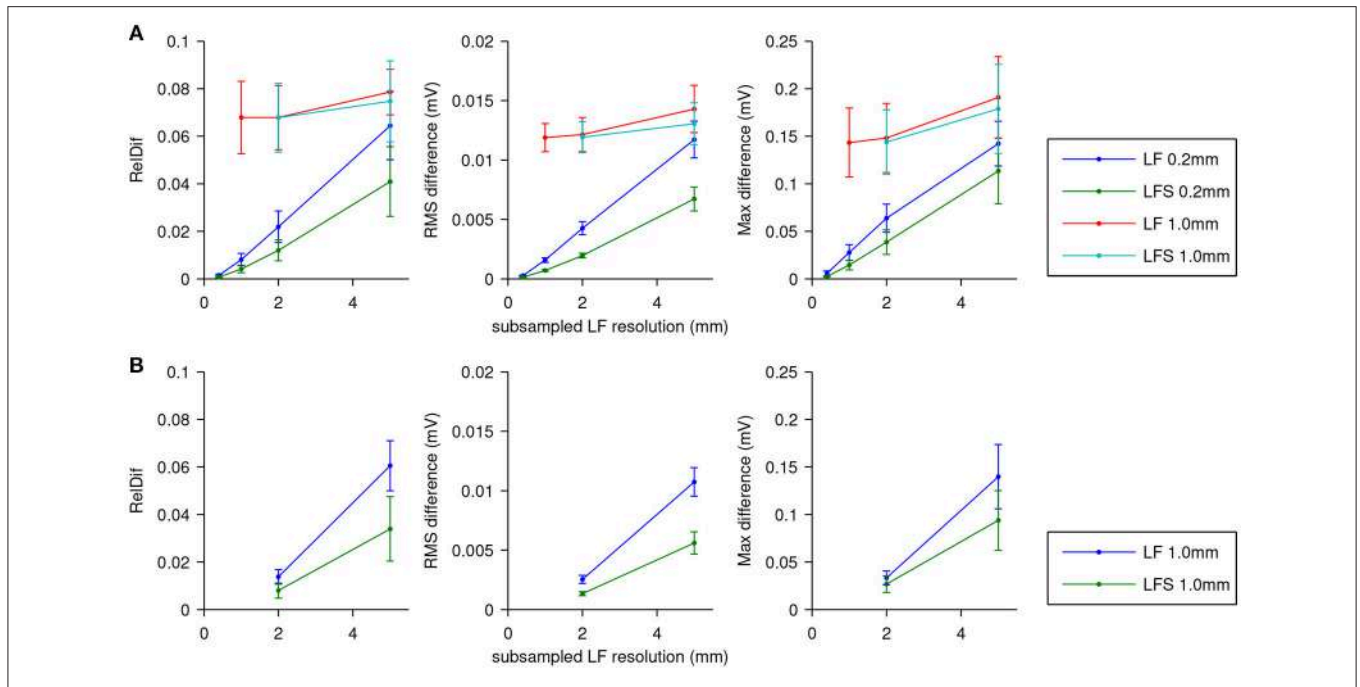 A
0.1
0.08
0.06
0.04
0.02
0
RelDif
0 2 4
0.02
0.015
0.01
0.005
0
RMS difference (mV)
0 2 4
subsampled LF resolution (mm)
0.25
0.2
0.15
0.1
0.05
0
Max difference (mV)
0 2 4
LF 0.2mm
LFS 0.2mm
LF 1.0mm
LFS 1.0mm
B
0.1
0.08
0.06
0.04
0.02
0
RelDif
0 2 4
0.02
0.015
0.01
0.005
0
RMS difference (mV)
0 2 4
subsampled LF resolution (mm)
0.25
0.2
0.15
0.1
0.05
0
Max difference (mV)
0 2 4
LF 1.0mm
LFS 1.0mm